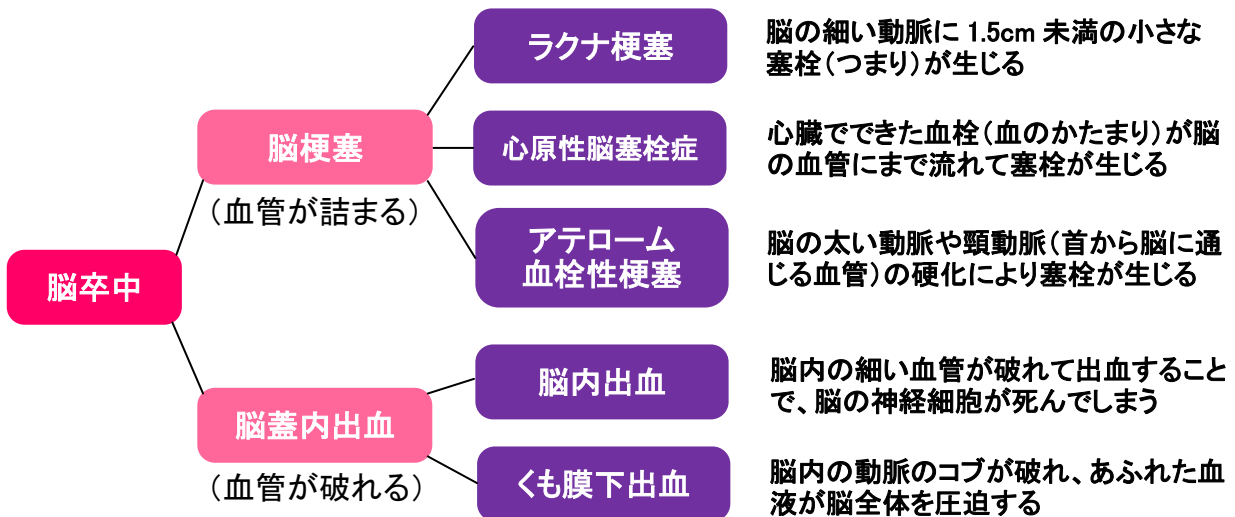 脳卒中
脳梗塞
（血管が詰まる）
ラクナ梗塞
脳の細い動脈に 1.5cm 未満の小さな
塞栓（つまり）が生じる
心原性脳塞栓症
心臓でできた血栓（血のかたまり）が脳
の血管にまで流れて塞栓が生じる
アテローム
血栓性梗塞
脳の太い動脈や頸動脈（首から脳に通
じる血管）の硬化により塞栓が生じる
脳蓋内出血
（血管が破れる）
脳内出血
脳内の細い血管が破れて出血すること
で、脳の神経細胞が死んでしまう
くも膜下出血
脳内の動脈のコブが破れ、あふれた血
液が脳全体を圧迫する